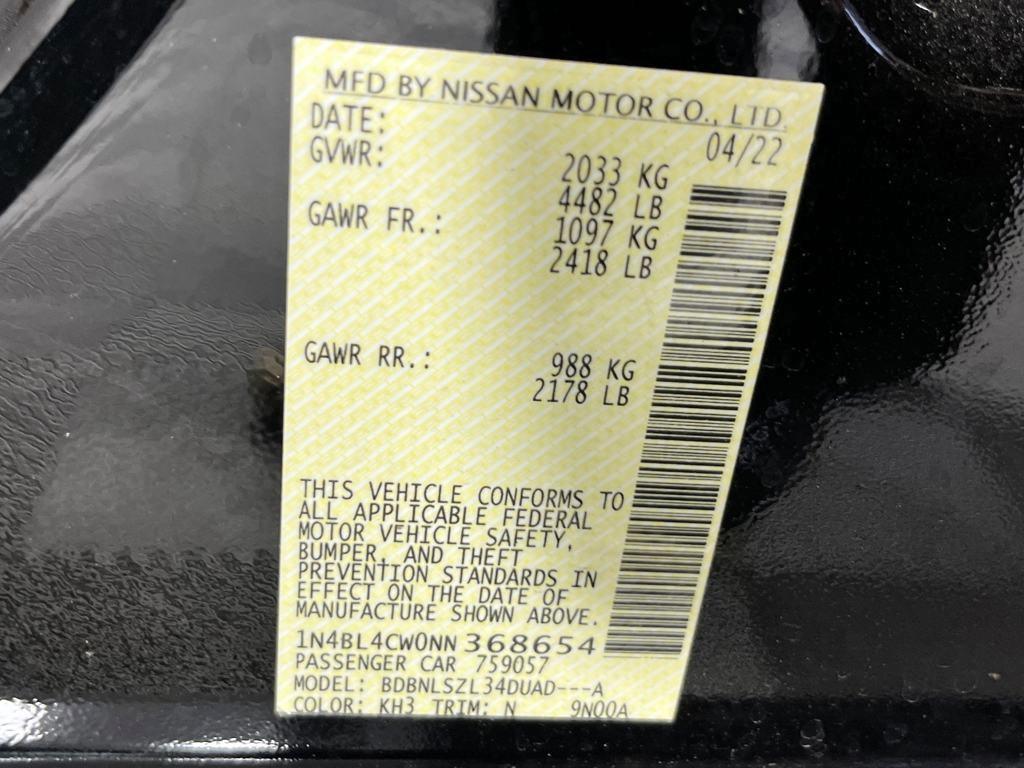 MFD BY NISSAN MOTOR CO., LTD.
DATE: 04/22
GVWR: 2033 KG
4482 LB
GAWR FR.: 1097 KG
2418 LB
GAWR RR.: 988 KG
2178 LB
THIS VEHICLE CONFORMS TO
ALL APPLICABLE FEDERAL
MOTOR VEHICLE SAFETY,
BUMPER, AND THEFT
PREVENTION STANDARDS IN
EFFECT ON THE DATE OF
MANUFACTURE SHOWN ABOVE.
1N4BL4CW0NN368654
PASSENGER CAR 759057
MODEL: BDBNLSZL34DUAD---A
COLOR: KH3 TRIM: N 9N00A